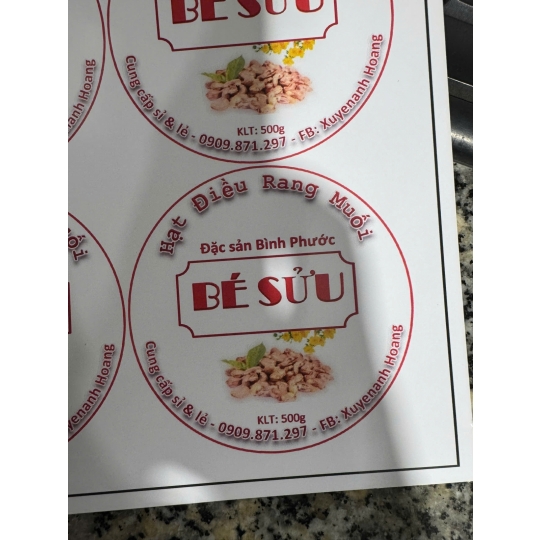 BÉ SỬU
KLT: 500g
Cung cấp sỉ & lẻ - 0909.871.297 - FB: Xuyenanh Hoang
Hạt Điều Rang Muối
Đặc sản Bình Phước
BÉ SỬU
KLT: 500g
Cung cấp sỉ & lẻ - 0909.871.297 - FB: Xuyenanh Hoang